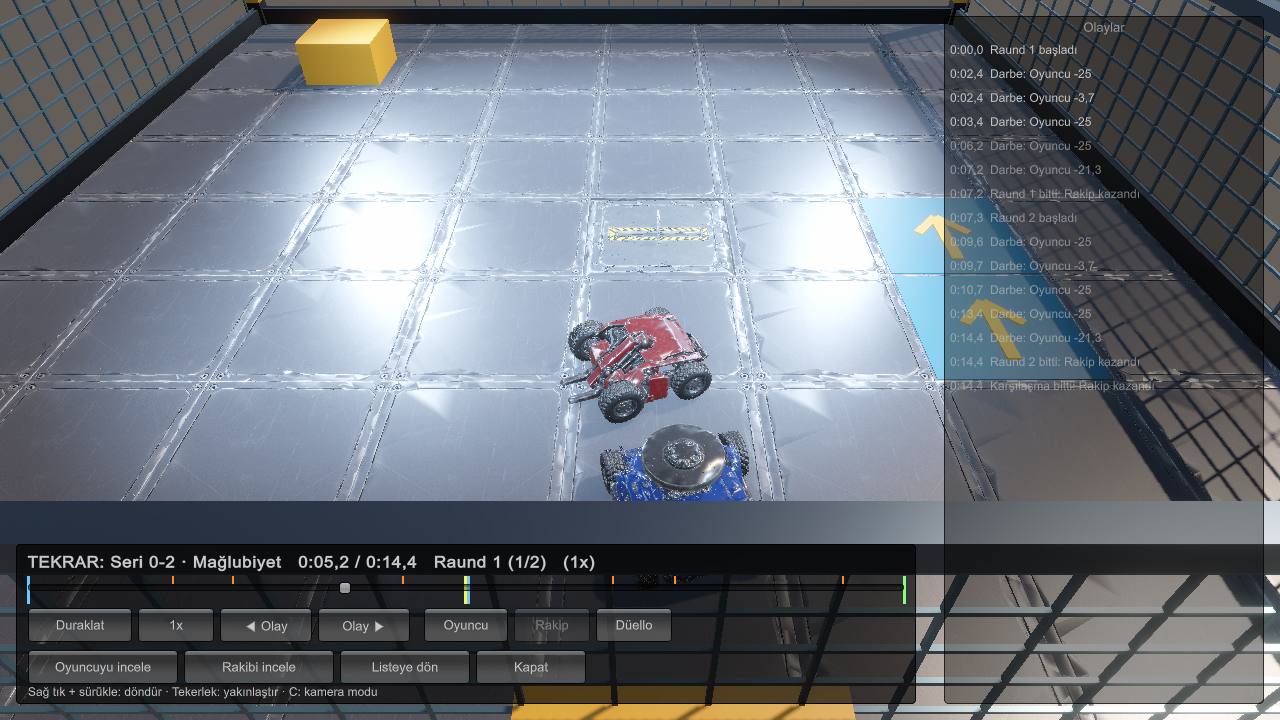 Olaylar
0:00,0 Raund 1 başladı
0:02,4 Darbe: Oyuncu -25
0:02,4 Darbe: Oyuncu -3,7
0:03,4 Darbe: Oyuncu -25
0:06,2 Darbe: Oyuncu -25
0:07,2 Darbe: Oyuncu -21,3
0:07,2 Raund 1 bitti: Rakip kazandı
0:07,3 Raund 2 başladı
0:09,6 Darbe: Oyuncu -25
0:09,7 Darbe: Oyuncu -3,7
0:10,7 Darbe: Oyuncu -25
0:13,4 Darbe: Oyuncu -25
0:14,4 Darbe: Oyuncu -21,3
0:14,4 Raund 2 bitti: Rakip kazandı
0:14,4 Karşılaşma bitti: Rakip kazandı
TEKRAR: Seri 0-2 · Mağlubiyet 0:05,2 / 0:14,4 Raund 1 (1/2) (1x)
Duraklat 1x ◀ Olay Olay ▶ Oyuncu Rakip Düello
Oyuncuyu incele Rakibi incele Listeye dön Kapat
Sağ tık + sürükle: döndür · Tekerlek: yakınlaştır · C: kamera modu